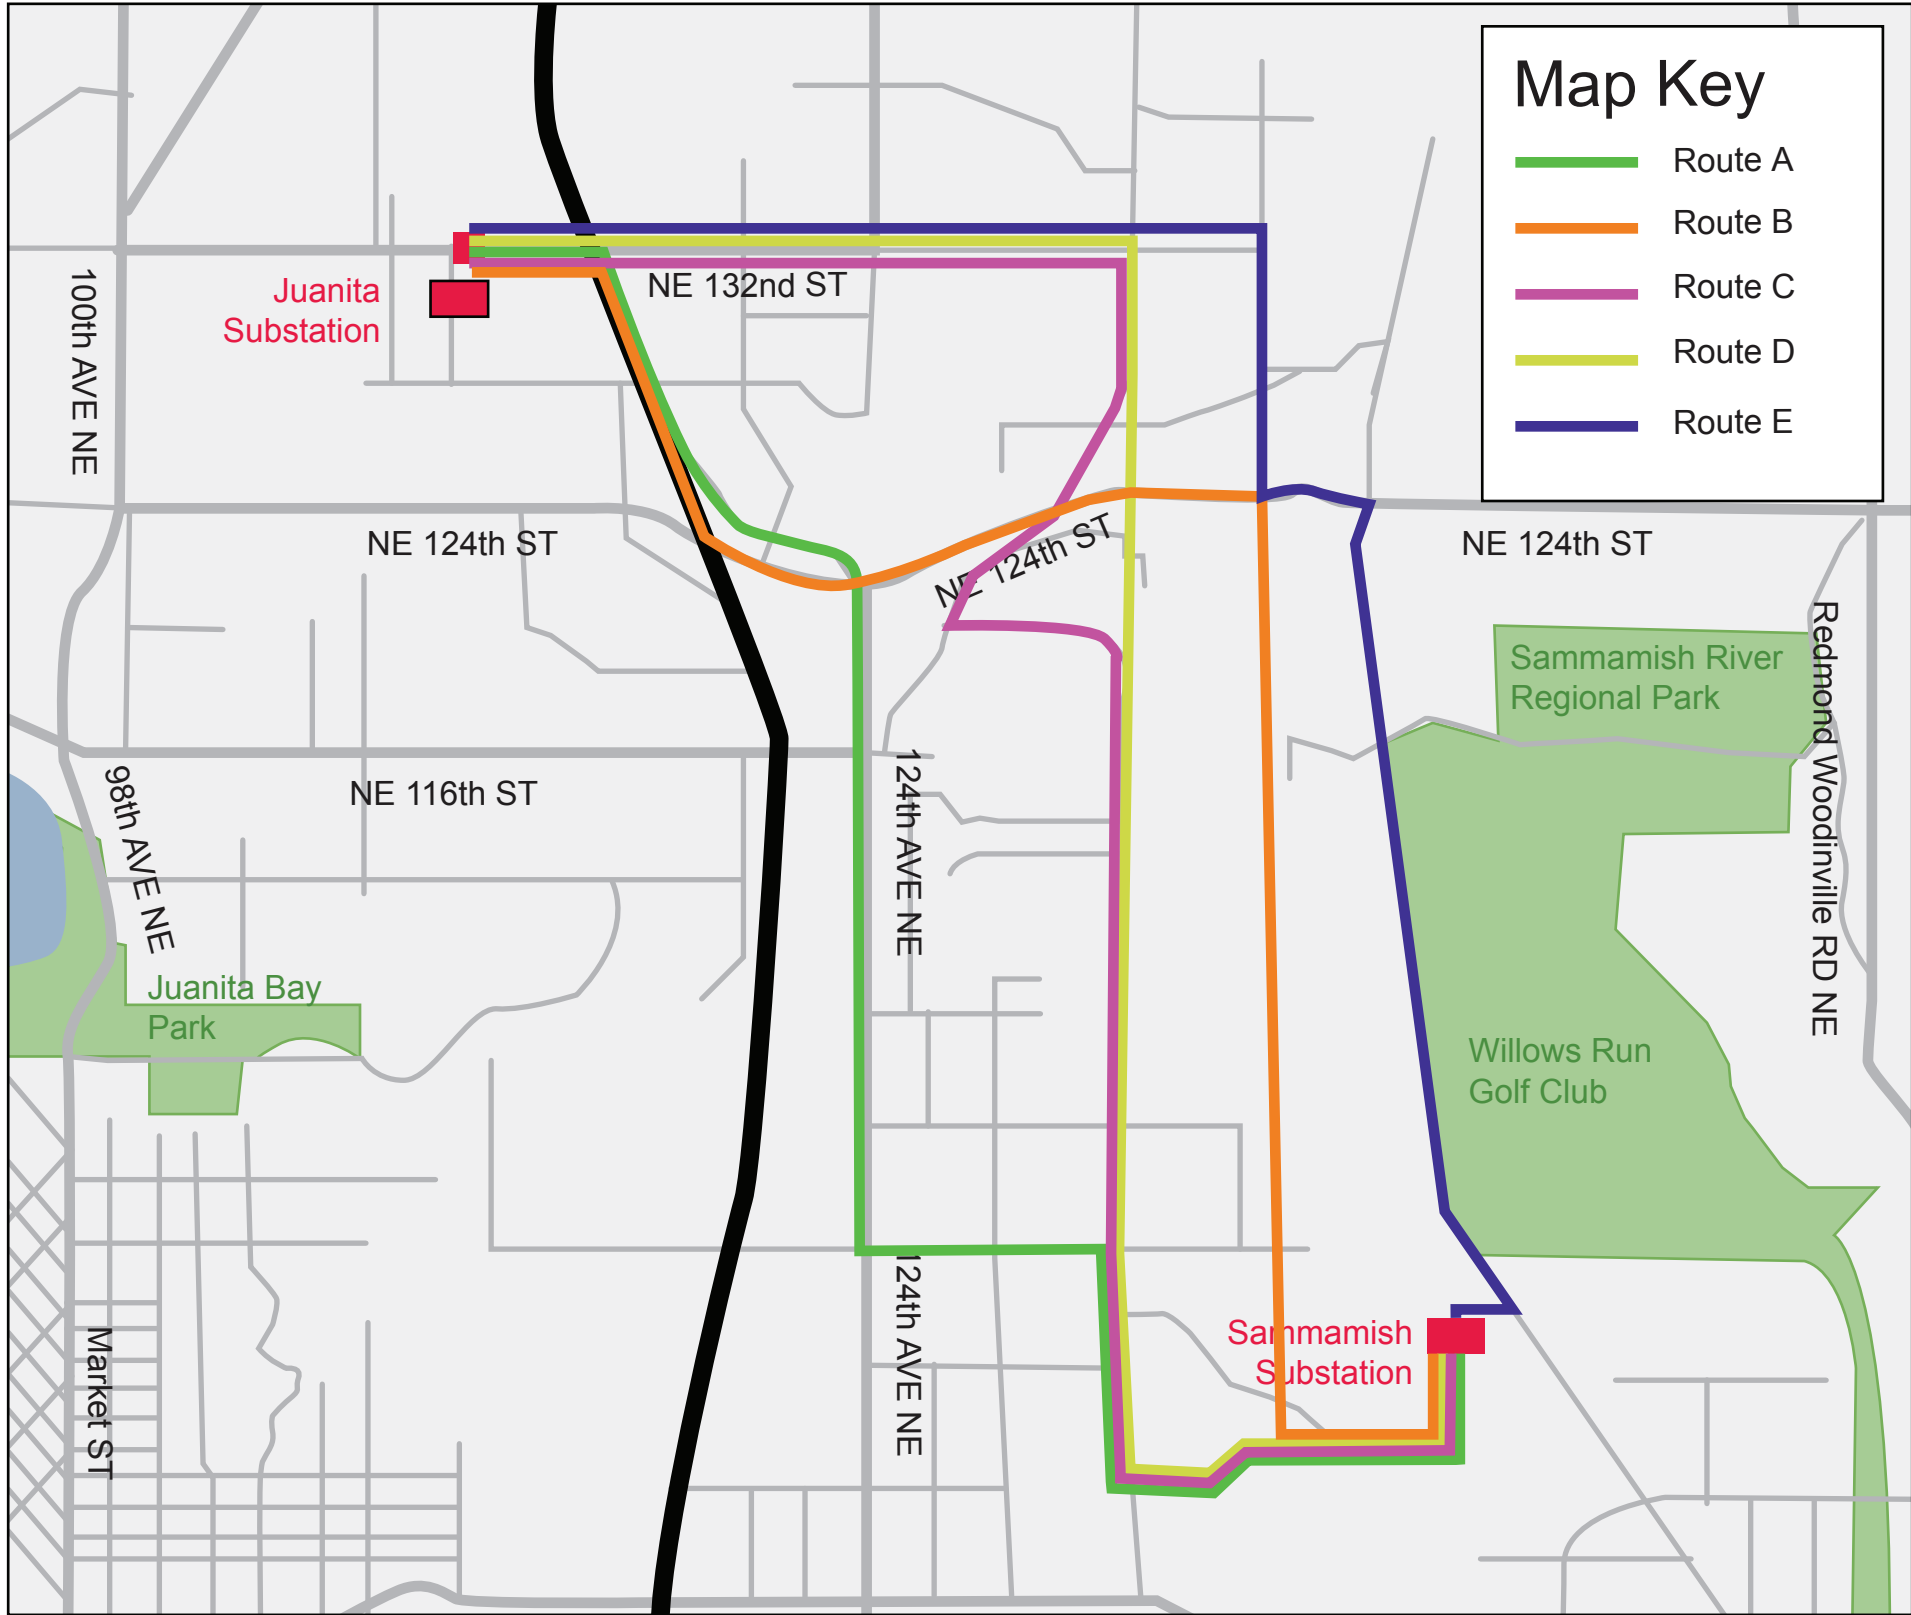 Map Key
Route A
Route B
Route C
Route D
Route E
Juanita
Substation
NE 132nd ST
100th AVE NE
NE 124th ST
NE 124th ST
NE 124th ST
Sammamish River
Regional Park
Redmond Woodinville RD NE
NE 116th ST
98th AVE NE
124th AVE NE
Juanita Bay
Park
Willows Run
Golf Club
124th AVE NE
Sammamish
Substation
Market ST